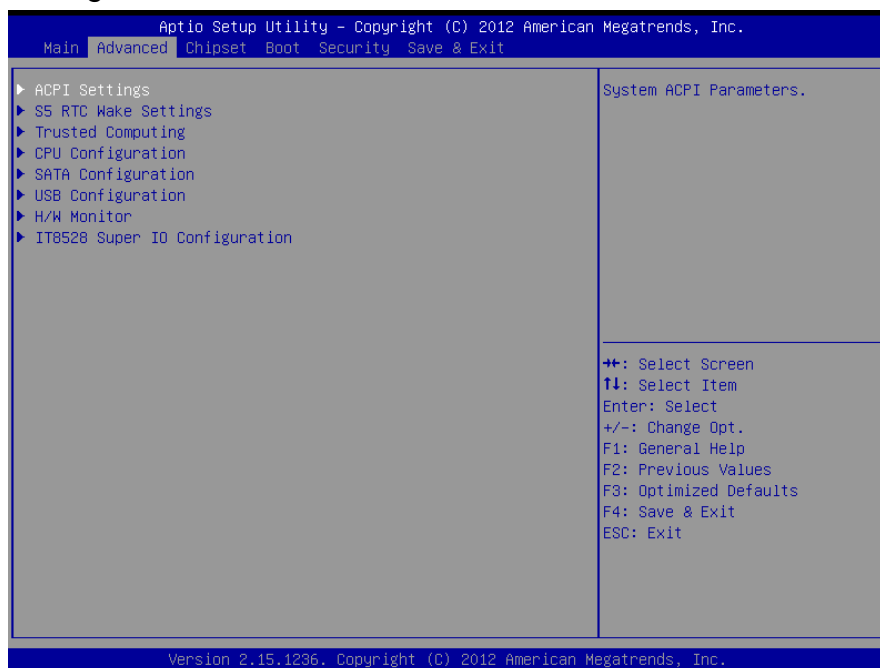 Aptio Setup Utility – Copyright (C) 2012 American Megatrends, Inc.
Main Advanced Chipset Boot Security Save & Exit
▶ ACPI Settings
▶ S5 RTC Wake Settings
▶ Trusted Computing
▶ CPU Configuration
▶ SATA Configuration
▶ USB Configuration
▶ H/W Monitor
▶ IT8528 Super IO Configuration
System ACPI Parameters.
→←: Select Screen
↑↓: Select Item
Enter: Select
+/-: Change Opt.
F1: General Help
F2: Previous Values
F3: Optimized Defaults
F4: Save & Exit
ESC: Exit
Version 2.15.1236. Copyright (C) 2012 American Megatrends, Inc.